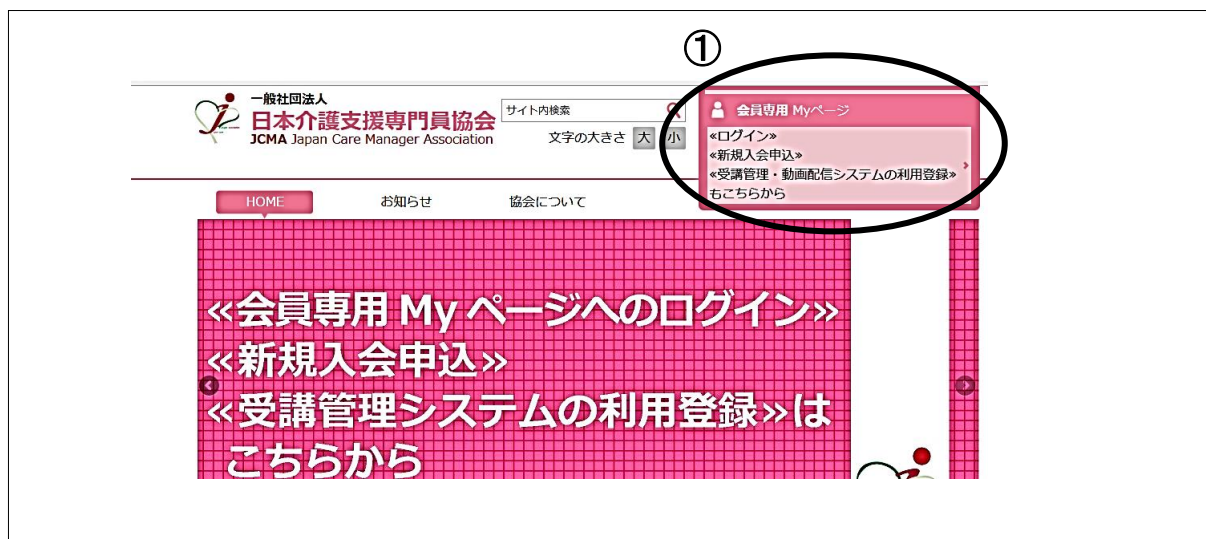 ①
一般社団法人
日本介護支援専門員協会
JCMA Japan Care Manager Association
サイト内検索
文字の大きさ 大 小
会員専用 Myページ
«ログイン»
«新規入会申込»
«受講管理・動画配信システムの利用登録»
もこちらから
HOME お知らせ 協会について
«会員専用 My ページへのログイン»
«新規入会申込»
«受講管理システムの利用登録»は
こちらから